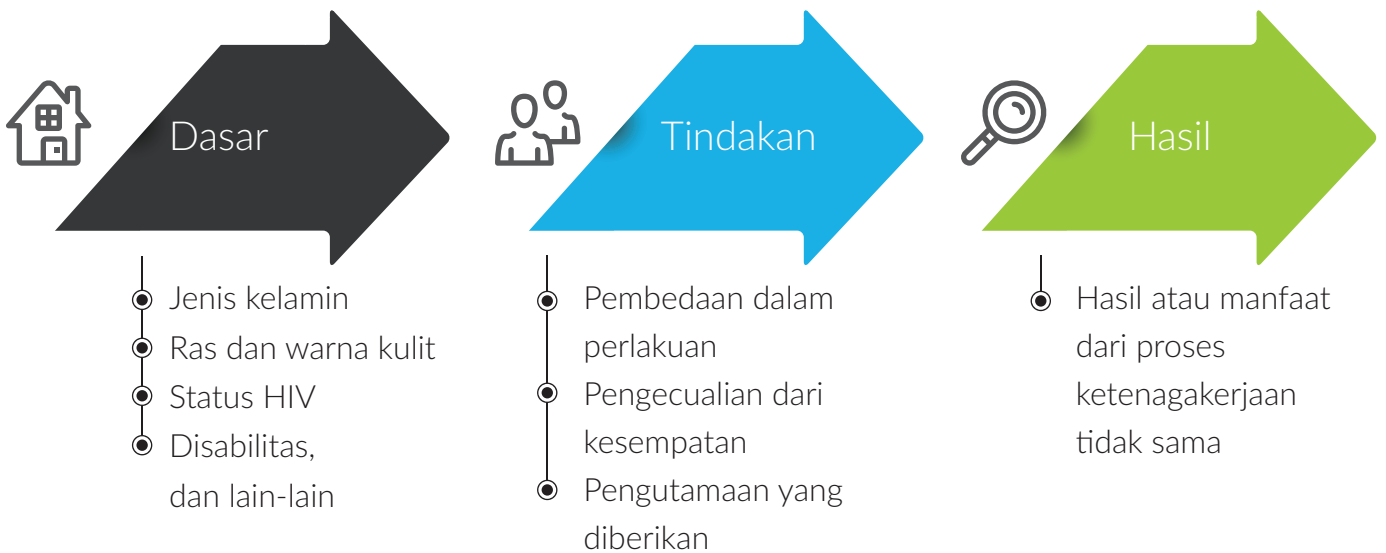 Dasar
Jenis kelamin
Ras dan warna kulit
Status HIV
Disabilitas,
dan lain-lain
Tindakan
Pembedaan dalam
perlakuan
Pengecualian dari
kesempatan
Pengutamaan yang
diberikan
Hasil
Hasil atau manfaat
dari proses
ketenagakerjaan
tidak sama